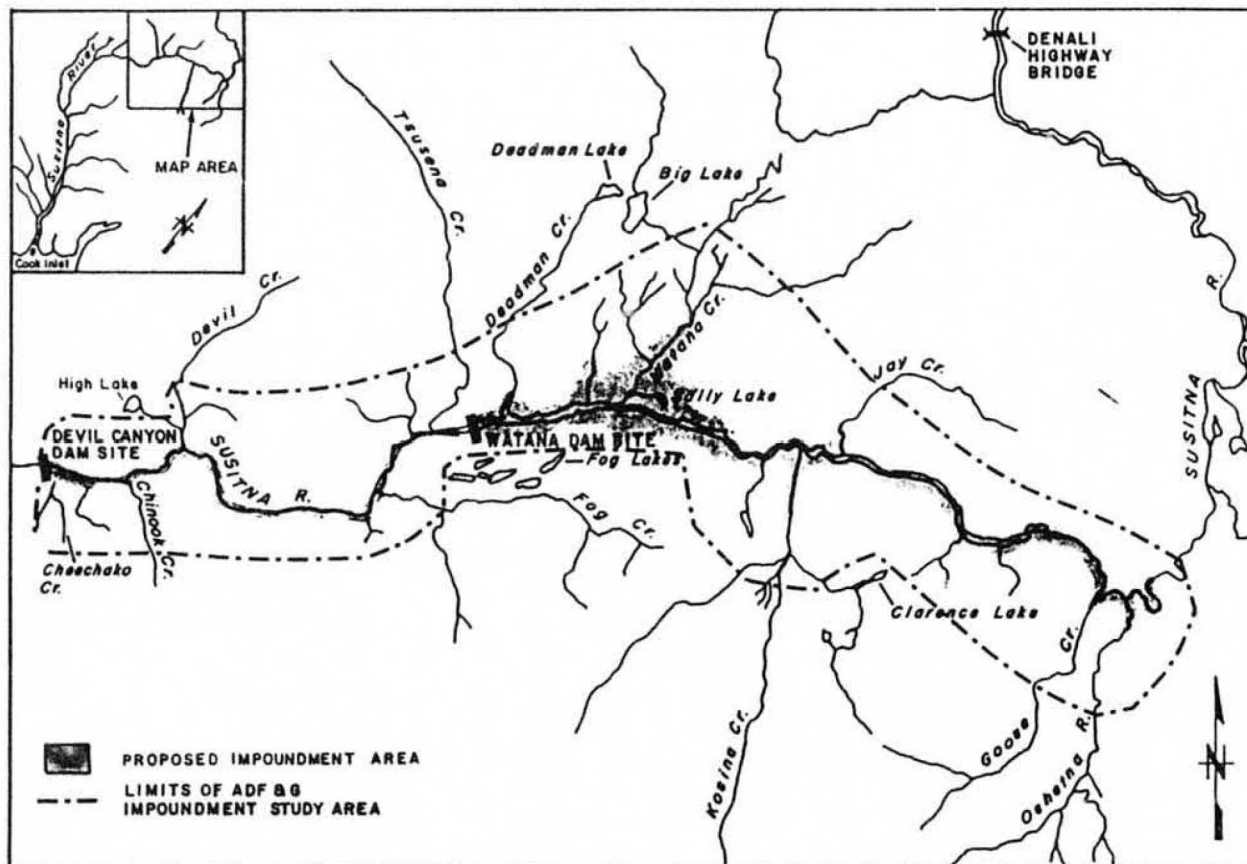 River
Susitna
MAP AREA
N
Cook Inlet
DENALI
HIGHWAY
BRIDGE
Tsusena
Cr.
Deadman Lake
Big Lake
Deadman Cr.
Devil Cr.
Watana Cr.
Jay Cr.
SUSITNA
R.
High Lake
Sally Lake
DEVIL CANYON
DAM SITE
WATANA DAM SITE
Fog Lakes
SUSITNA R.
Fog Cr.
Chinook Cr.
Cheechako
Cr.
Clarence Lake
Kosina Cr.
Goose Cr.
Oshetna R.
PROPOSED IMPOUNDMENT AREA
LIMITS OF ADF & G
IMPOUNDMENT STUDY AREA
N